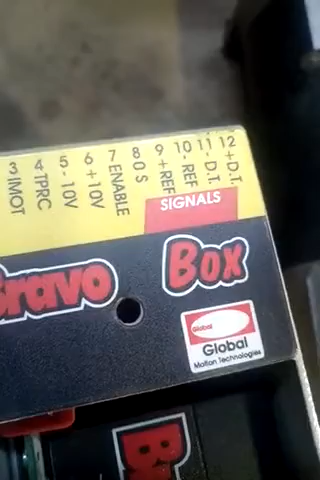 3 IMOT
4 TPRC
5 - 10V
6 + 10V
7 ENABLE
8 0 S
9 + REF
10 - REF
11 - D.T.
12 + D.T.
SIGNALS
Bravo Box
Global
Global
Motion Technologies